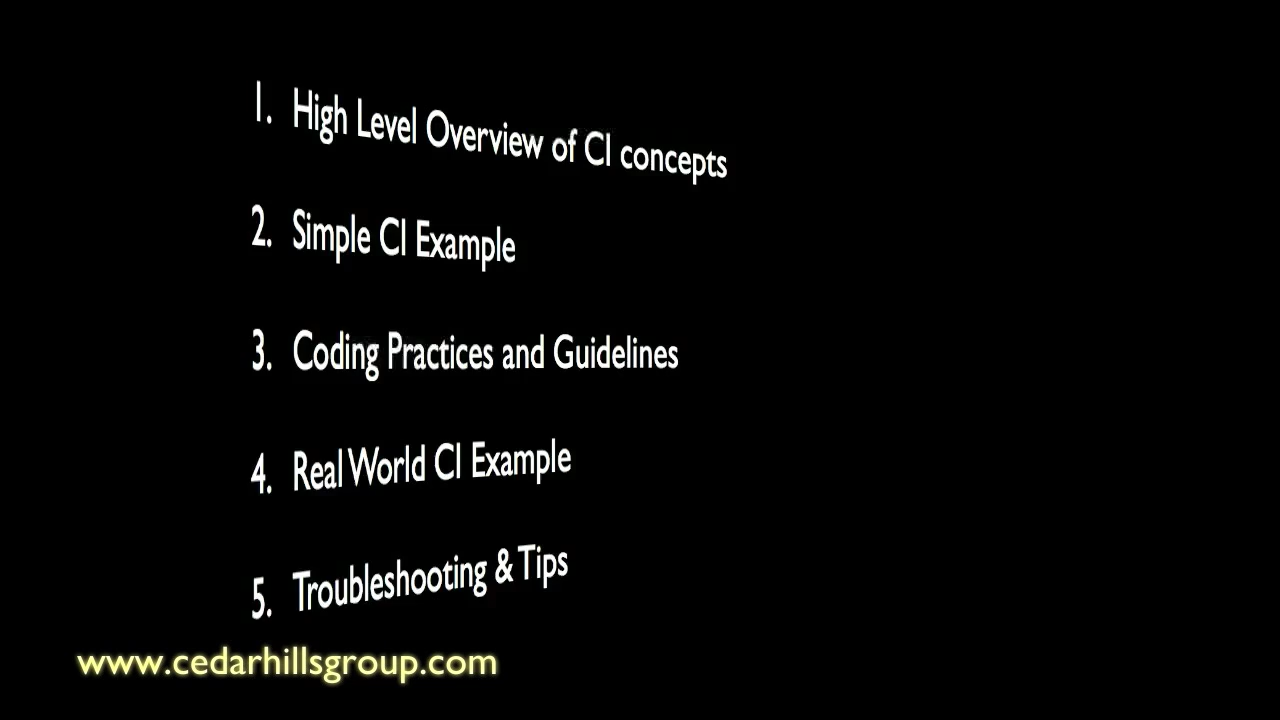 1. High Level Overview of CI concepts
2. Simple CI Example
3. Coding Practices and Guidelines
4. Real World CI Example
5. Troubleshooting & Tips
www.cedarhillsgroup.com